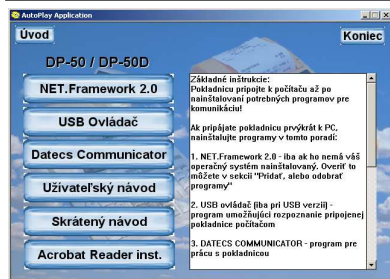 AutoPlay Application
Úvod
Koniec
DP-50 / DP-50D
NET.Framework 2.0
USB Ovládač
Datecs Communicator
Užívateľský návod
Skrátený návod
Acrobat Reader inst.
Základné inštrukcie:
Pokladnicu pripojte k počítaču až po
nainštalovaní potrebných programov pre
komunikáciu!
Ak pripájate pokladnicu prvýkrát k PC,
nainštalujte programy v tomto poradí:
1. NET.Framework 2.0 - iba ak ho nemá váš
operačný systém nainštalovaný. Overiť to
môžete v sekcii "Pridať, alebo odobrať
programy"
2. USB ovládač (iba pri USB verzii) -
program umožňujúci rozpoznanie pripojenej
pokladnice počítačom
3. DATECS COMMUNICATOR - program pre
prácu s pokladnicou